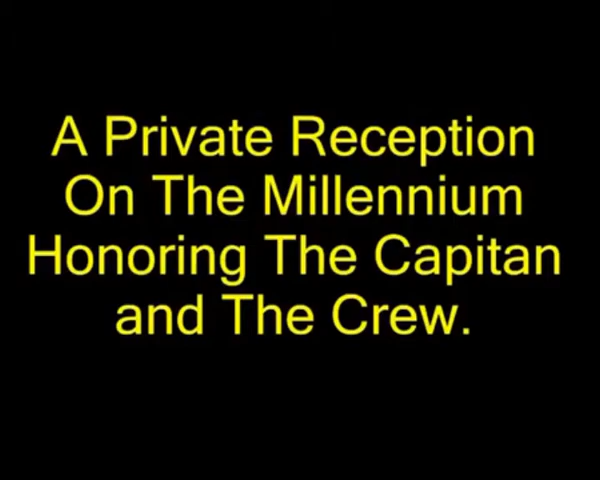 A Private Reception
On The Millennium
Honoring The Capitan
and The Crew.